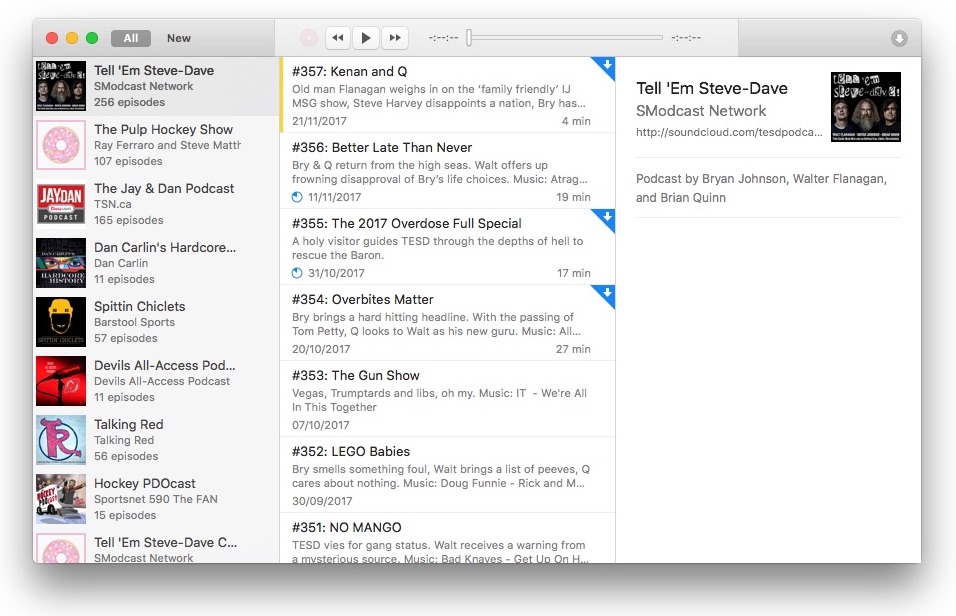 All New
-:--:-- -:--:--
Tell 'Em Steve-Dave
SModcast Network
256 episodes
The Pulp Hockey Show
Ray Ferraro and Steve Matth
107 episodes
JAY DAN
PODCAST
The Jay & Dan Podcast
TSN.ca
165 episodes
DAN CARLIN'S
HARDCORE
HISTORY
Dan Carlin's Hardcore...
Dan Carlin
11 episodes
SPITTIN CHICLETS
Spittin Chiclets
Barstool Sports
57 episodes
Devils All-Access Pod...
Devils All-Access Podcast
11 episodes
Talking Red
Talking Red
56 episodes
Hockey PDOcast
Sportsnet 590 The FAN
15 episodes
Tell 'Em Steve-Dave C...
SModcast Network
#357: Kenan and Q
Old man Flanagan weighs in on the 'family friendly' IJ
MSG show, Steve Harvey disappoints a nation, Bry has...
21/11/2017 4 min
#356: Better Late Than Never
Bry & Q return from the high seas. Walt offers up
frowning disapproval of Bry's life choices. Music: Atrag...
11/11/2017 19 min
#355: The 2017 Overdose Full Special
A holy visitor guides TESD through the depths of hell to
rescue the Baron.
31/10/2017 17 min
#354: Overbites Matter
Bry brings a hard hitting headline. With the passing of
Tom Petty, Q looks to Walt as his new guru. Music: All...
20/10/2017 27 min
#353: The Gun Show
Vegas, Trumptards and libs, oh my. Music: IT - We're All
In This Together
07/10/2017
#352: LEGO Babies
Bry smells something foul, Walt brings a list of peeves, Q
cares about nothing. Music: Doug Funnie - Rick and M...
30/09/2017
#351: NO MANGO
TESD vies for gang status. Walt receives a warning from
a mysterious source. Music: Bad Knaves - Get Up On H...
Tell 'Em Steve-Dave
SModcast Network
http://soundcloud.com/tesdpodca...
Podcast by Bryan Johnson, Walter Flanagan,
and Brian Quinn